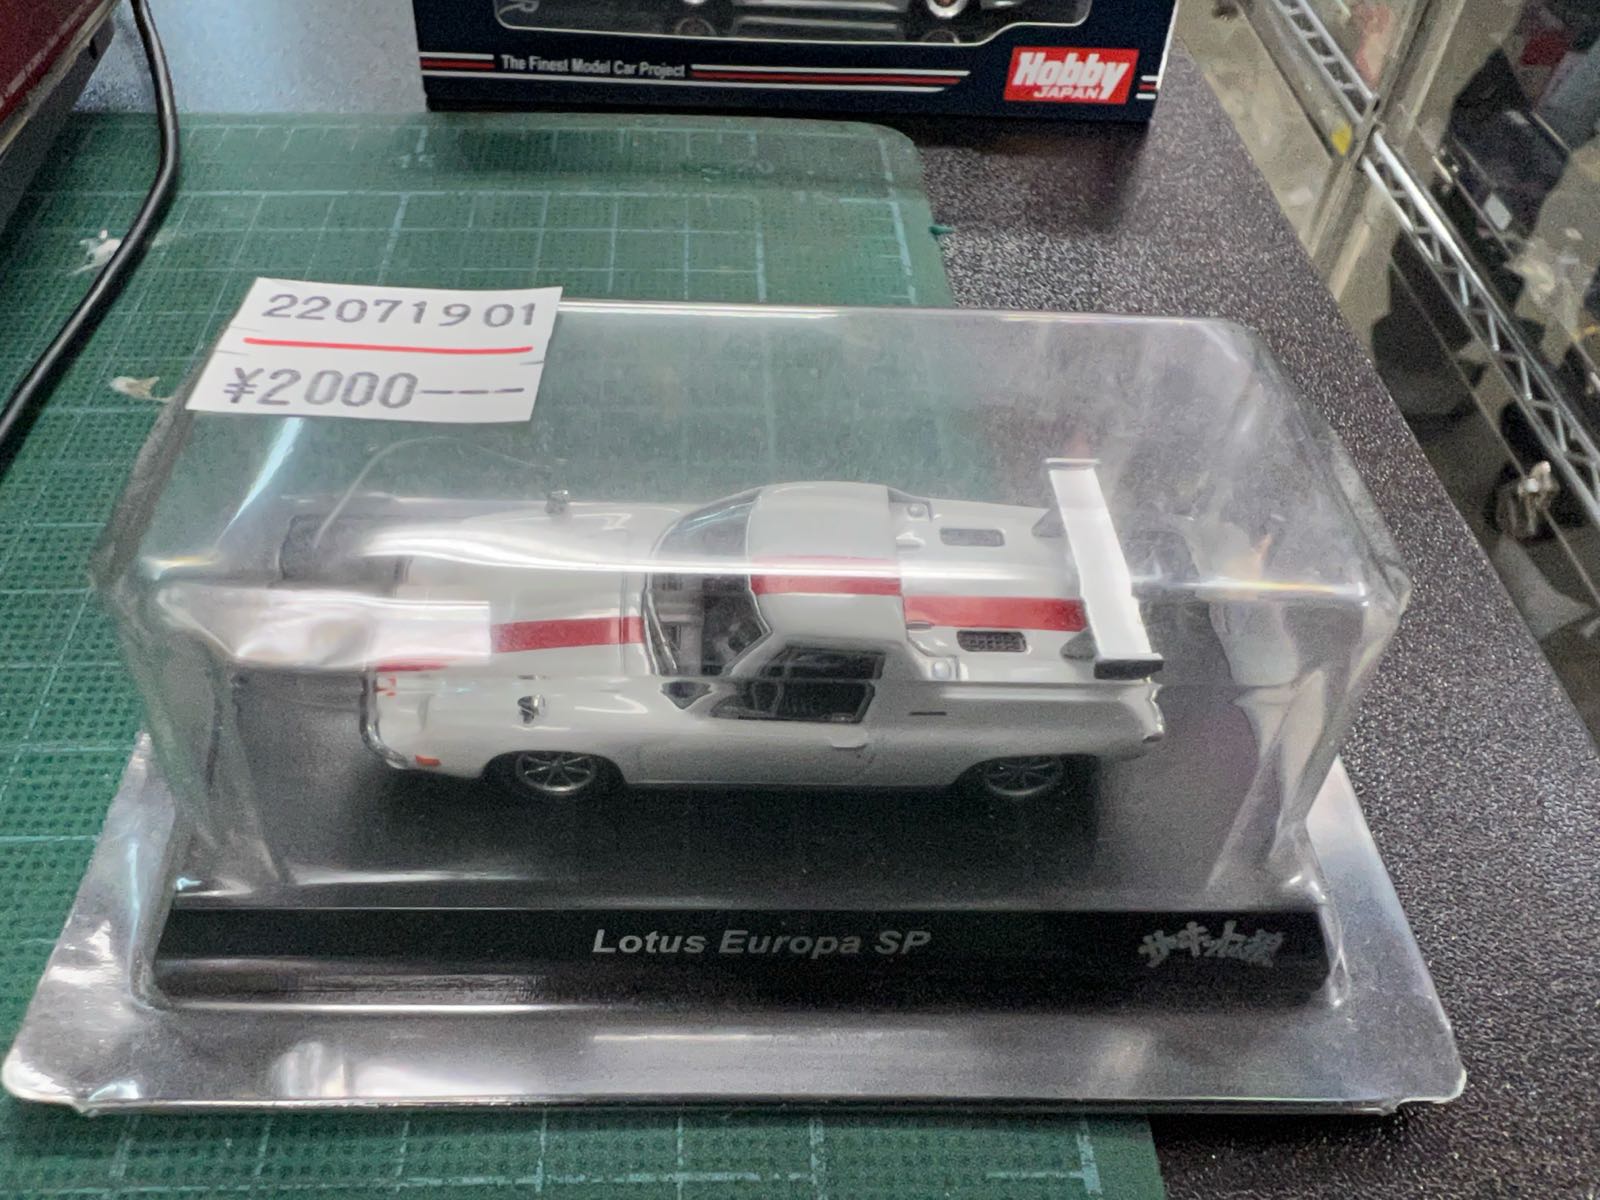 The Finest Model Car Project
Hobby
JAPAN
22071901
¥2000---
Lotus Europa SP
サーキットの狼